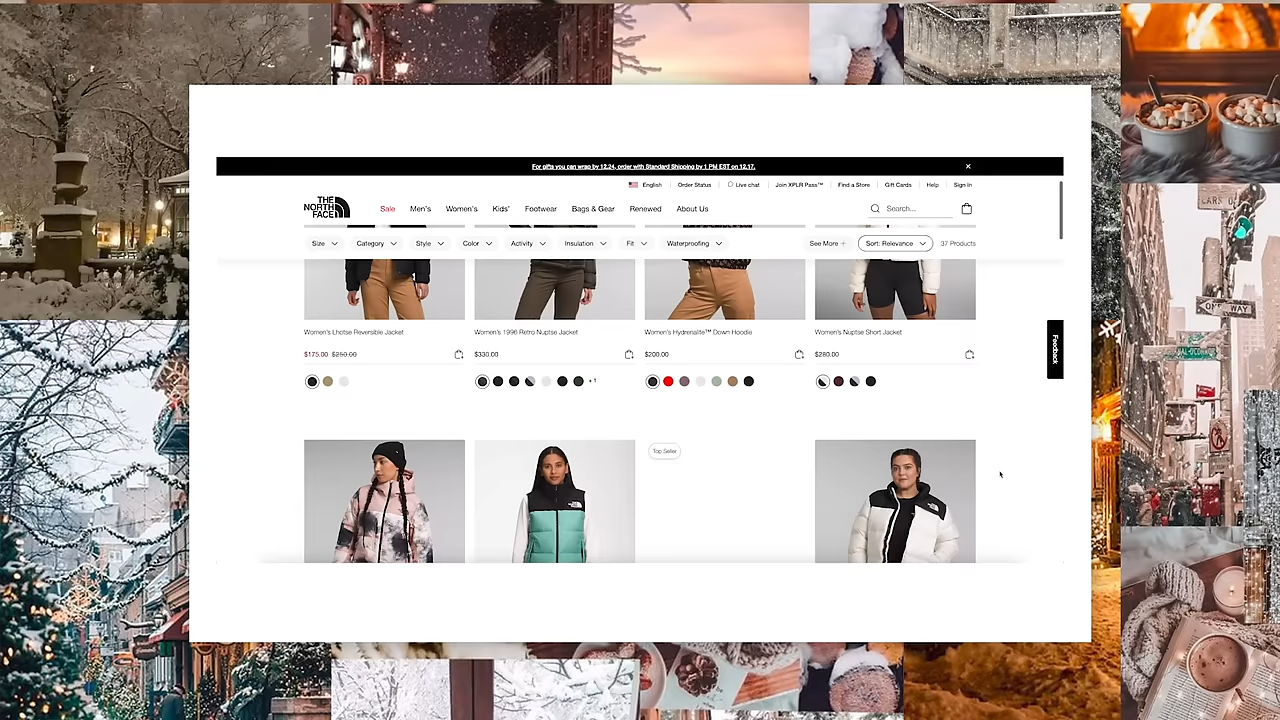 For gifts you can wrap by 12.24, order with Standard Shipping by 1 PM EST on 12.17.
English Order Status Live chat Join XPLR Pass™ Find a Store Gift Cards Help Sign In
THE NORTH FACE
Sale Men's Women's Kids' Footwear Bags & Gear Renewed About Us Search...
Size Category Style Color Activity Insulation Fit Waterproofing See More + Sort: Relevance 37 Products
Women's Lhotse Reversible Jacket Women's 1996 Retro Nuptse Jacket Women's Hydrenalite™ Down Hoodie Women's Nuptse Short Jacket
$175.00 $250.00 $330.00 $200.00 $280.00
+ 1
Feedback
Top Seller
ONE WAY